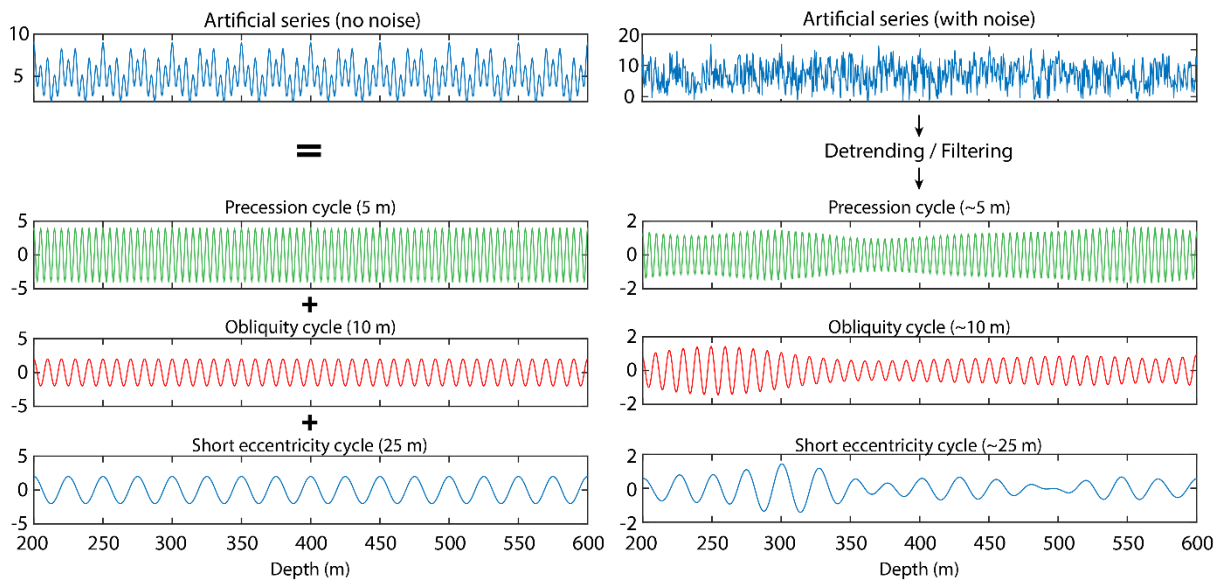 Artificial series (no noise)
10
5
=
Precession cycle (5 m)
5
0
-5
+
Obliquity cycle (10 m)
5
0
-5
+
Short eccentricity cycle (25 m)
5
0
-5
200 250 300 350 400 450 500 550 600
Depth (m)
Artificial series (with noise)
20
10
0
Detrending / Filtering
Precession cycle (~5 m)
2
0
-2
Obliquity cycle (~10 m)
2
0
-2
Short eccentricity cycle (~25 m)
2
0
-2
200 250 300 350 400 450 500 550 600
Depth (m)